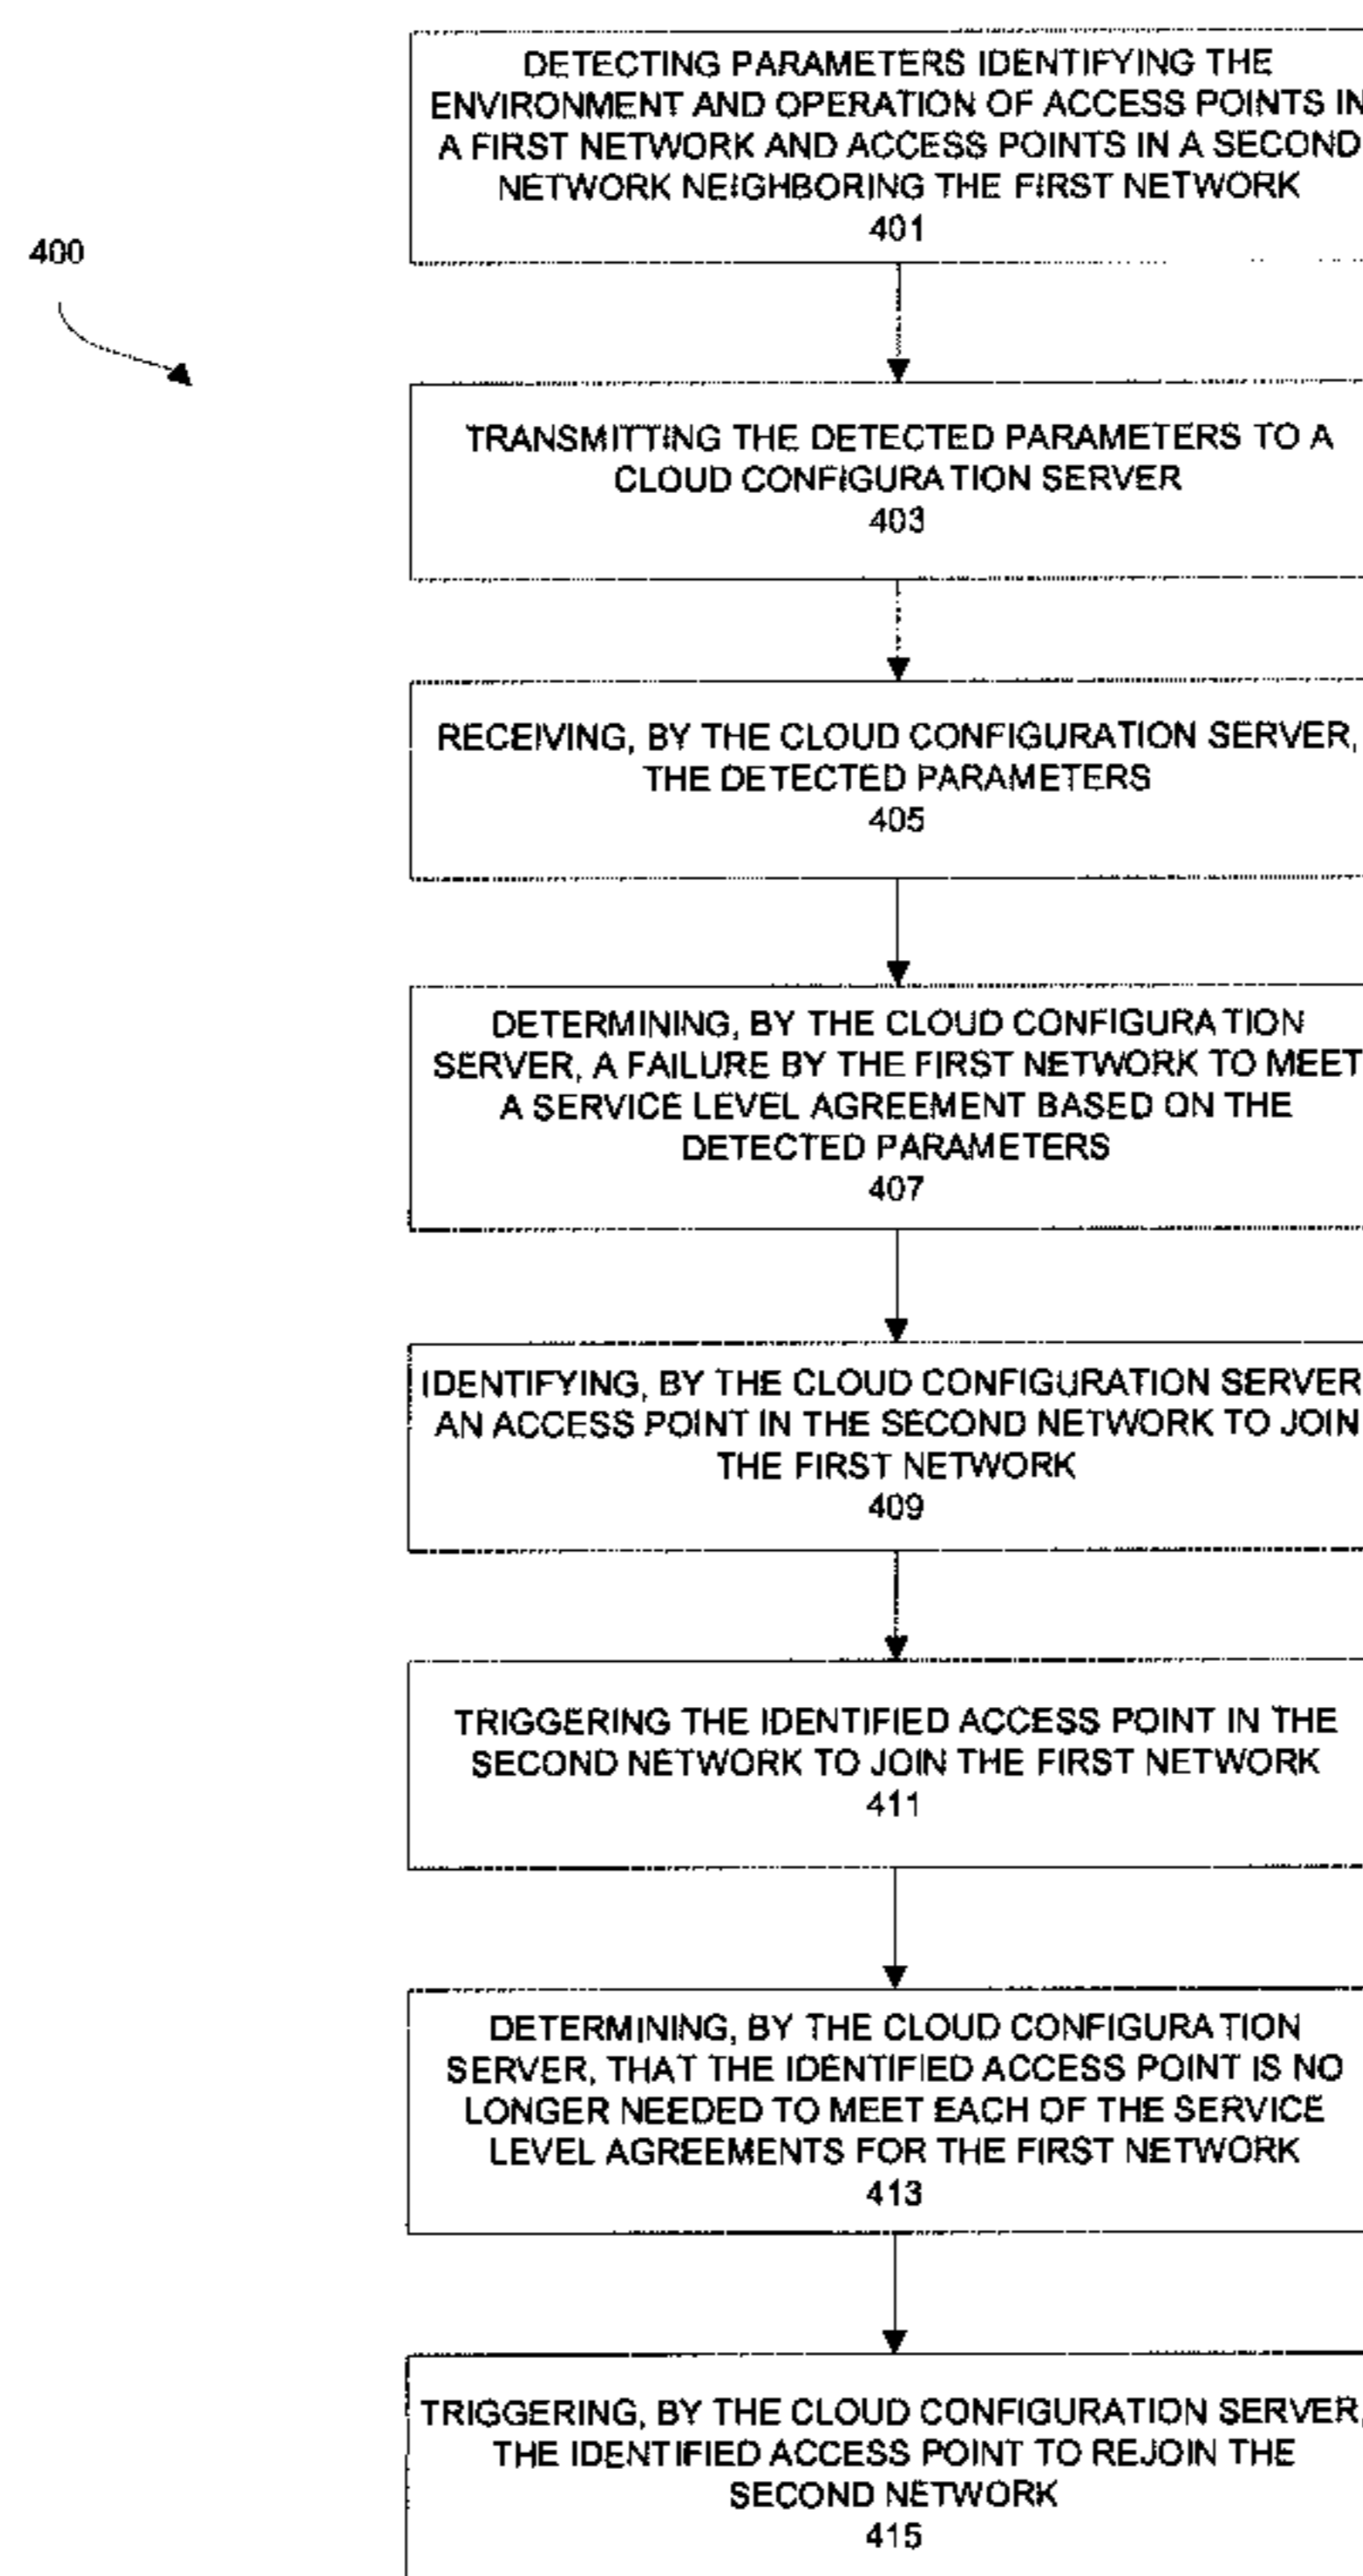 DETECTING PARAMETERS IDENTIFYING THE
ENVIRONMENT AND OPERATION OF ACCESS POINTS IN
A FIRST NETWORK AND ACCESS POINTS IN A SECOND
NETWORK NEIGHBORING THE FIRST NETWORK
401
400
TRANSMITTING THE DETECTED PARAMETERS TO A
CLOUD CONFIGURATION SERVER
403
RECEIVING, BY THE CLOUD CONFIGURATION SERVER,
THE DETECTED PARAMETERS
405
DETERMINING, BY THE CLOUD CONFIGURATION
SERVER, A FAILURE BY THE FIRST NETWORK TO MEET
A SERVICE LEVEL AGREEMENT BASED ON THE
DETECTED PARAMETERS
407
IDENTIFYING, BY THE CLOUD CONFIGURATION SERVER
AN ACCESS POINT IN THE SECOND NETWORK TO JOIN
THE FIRST NETWORK
409
TRIGGERING THE IDENTIFIED ACCESS POINT IN THE
SECOND NETWORK TO JOIN THE FIRST NETWORK
411
DETERMINING, BY THE CLOUD CONFIGURATION
SERVER, THAT THE IDENTIFIED ACCESS POINT IS NO
LONGER NEEDED TO MEET EACH OF THE SERVICE
LEVEL AGREEMENTS FOR THE FIRST NETWORK
413
TRIGGERING, BY THE CLOUD CONFIGURATION SERVER,
THE IDENTIFIED ACCESS POINT TO REJOIN THE
SECOND NETWORK
415